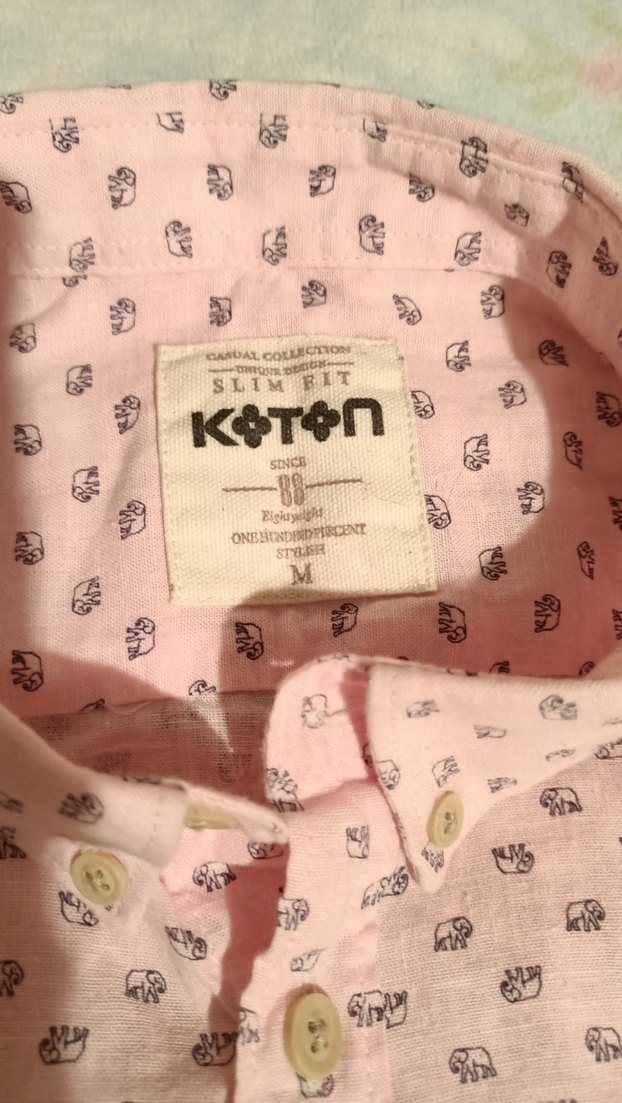 CASUAL COLLECTION
UNIQUE DESIGN
SLIM FIT
KOTON
SINCE
88
Eightyeight
ONE HUNDRED PERCENT
STYLISH
M